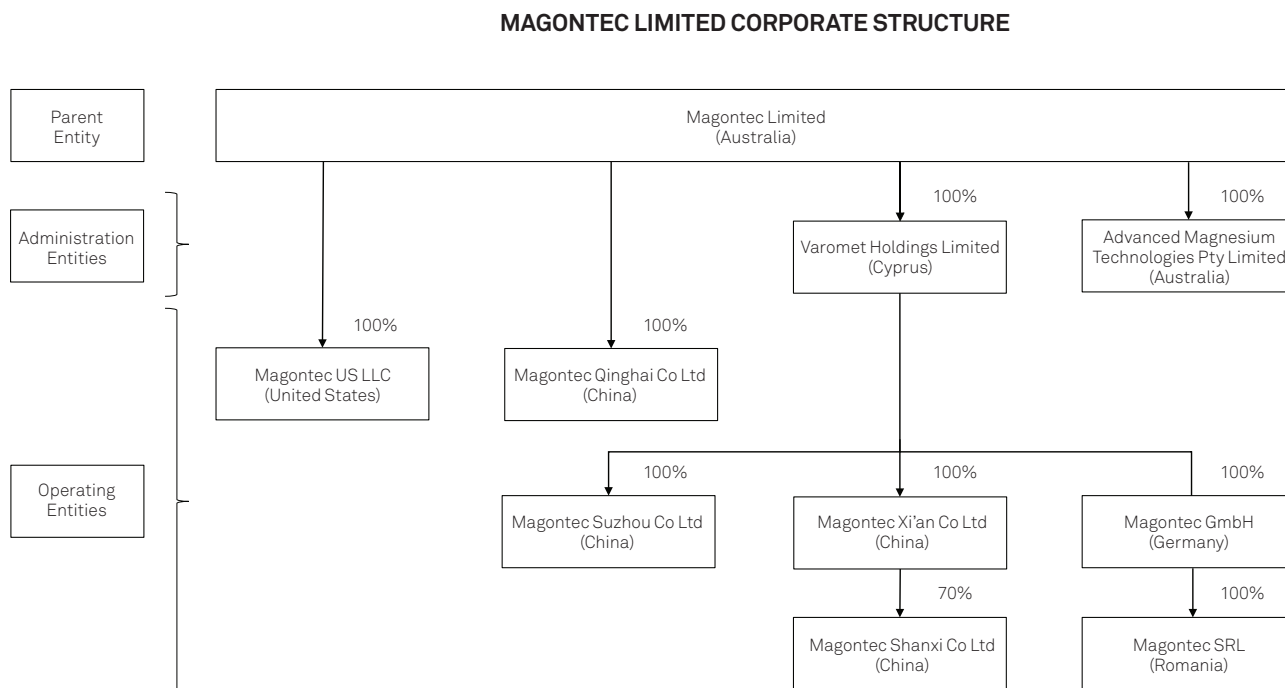 MAGONTEC LIMITED CORPORATE STRUCTURE
Parent
Entity
Magontec Limited
(Australia)
100%
100%
Administration
Entities
Varomet Holdings Limited
(Cyprus)
Advanced Magnesium
Technologies Pty Limited
(Australia)
100%
100%
Magontec US LLC
(United States)
Magontec Qinghai Co Ltd
(China)
Operating
Entities
100%
100%
100%
Magontec Suzhou Co Ltd
(China)
Magontec Xi'an Co Ltd
(China)
Magontec GmbH
(Germany)
70%
100%
Magontec Shanxi Co Ltd
(China)
Magontec SRL
(Romania)